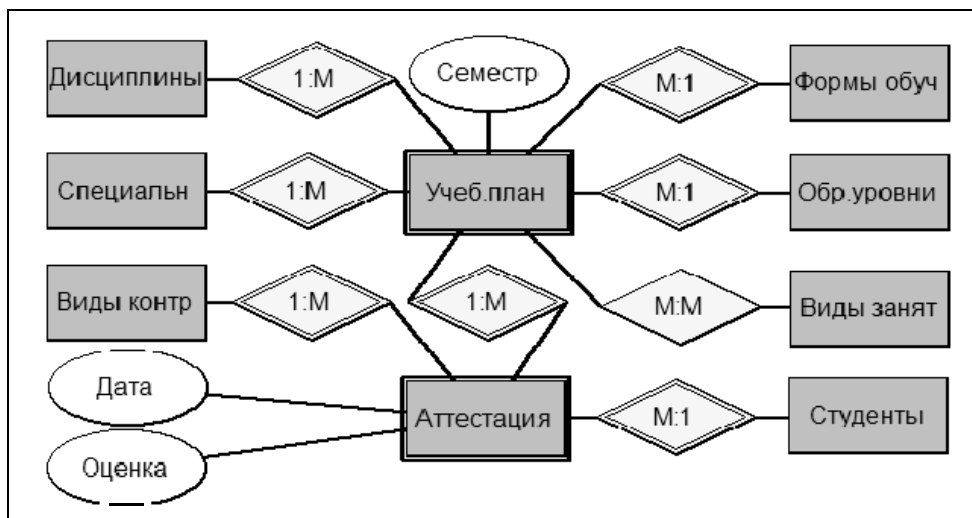 Дисциплины
1:М
Семестр
М:1
Формы обуч
Специальн
1:М
Учеб.план
М:1
Обр.уровни
Виды контр
1:М
1:М
М:М
Виды занят
Дата
Аттестация
М:1
Студенты
Оценка